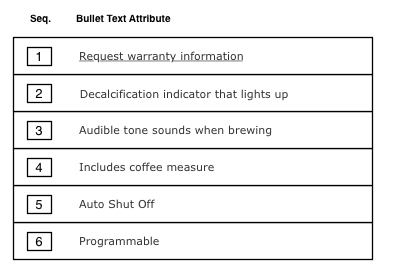 Seq. Bullet Text Attribute
1 Request warranty information
2 Decalcification indicator that lights up
3 Audible tone sounds when brewing
4 Includes coffee measure
5 Auto Shut Off
6 Programmable